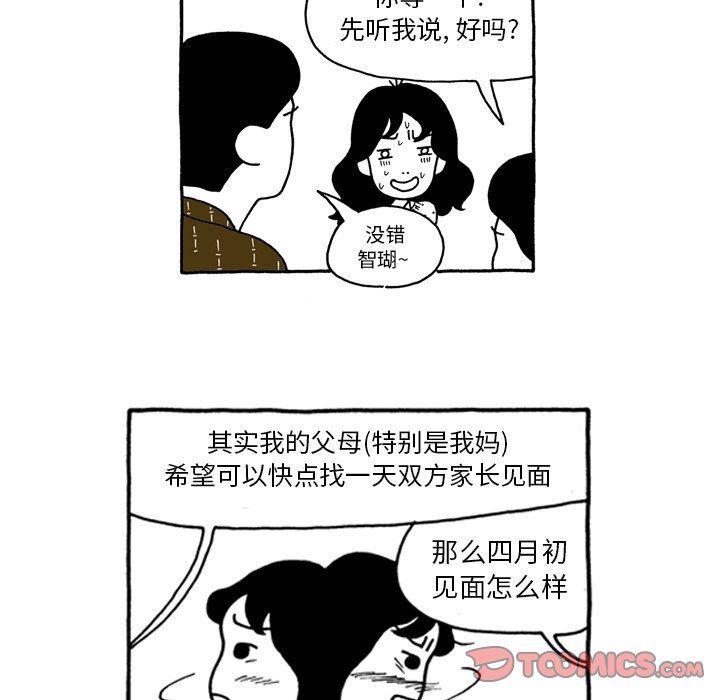 先听我说, 好吗?
没错
智瑚~
其实我的父母(特别是我妈)
希望可以快点找一天双方家长见面
那么四月初
见面怎么样
TOOMICS.COM